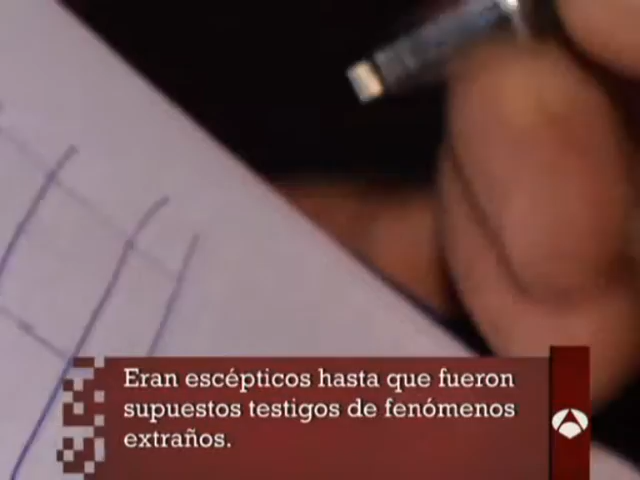 Eran escépticos hasta que fueron
supuestos testigos de fenómenos
extraños.